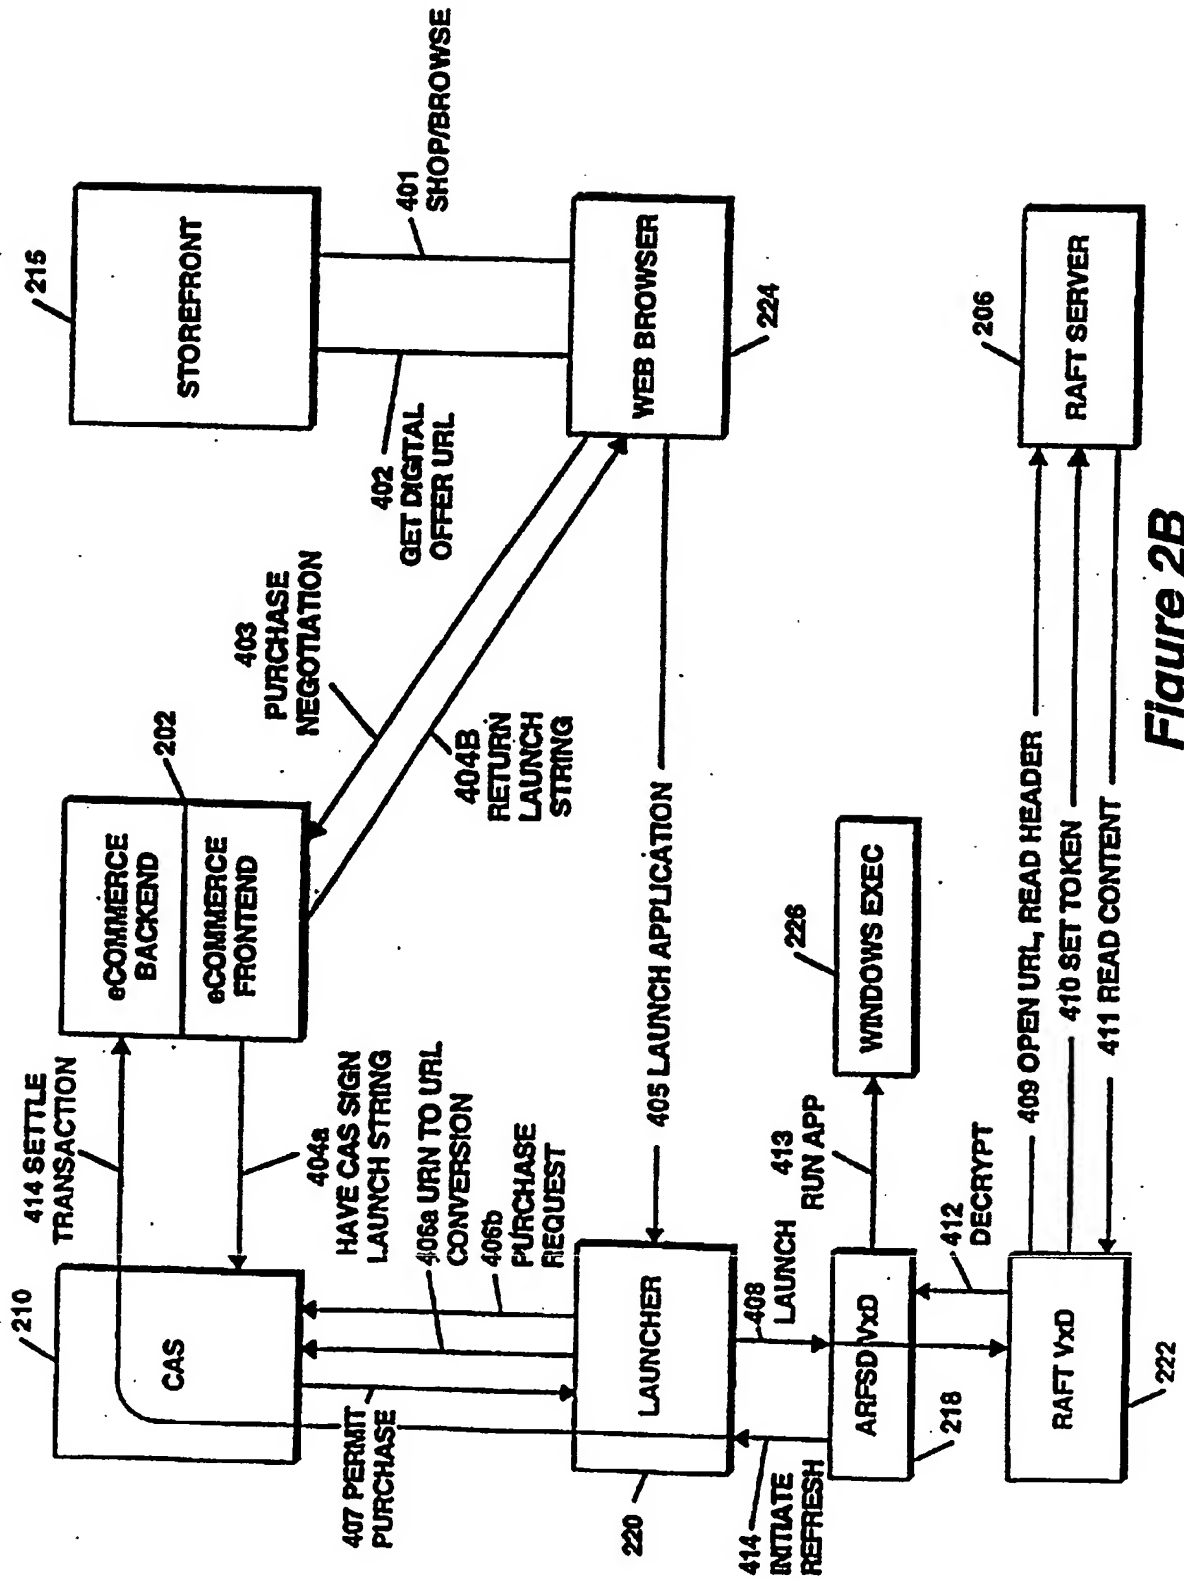 215
STOREFRONT
401
SHOP/BROWSE
402
GET DIGITAL
OFFER URL
WEB BROWSER
224
403
PURCHASE
NEGOTIATION
404B
RETURN
LAUNCH
STRING
202
eCOMMERCE
BACKEND
eCOMMERCE
FRONTEND
414 SETTLE
TRANSACTION
404a
HAVE CAS SIGN
LAUNCH STRING
210
CAS
406a URN TO URL
CONVERSION
406b
PURCHASE
REQUEST
407 PERMIT
PURCHASE
405 LAUNCH APPLICATION
LAUNCHER
220
408
LAUNCH
414
INITIATE
REFRESH
ARFSD VxD
218
413
RUN APP
226
WINDOWS EXEC
412
DECRYPT
RAFT VxD
222
409 OPEN URL, READ HEADER
410 SET TOKEN
411 READ CONTENT
206
RAFT SERVER
Figure 2B